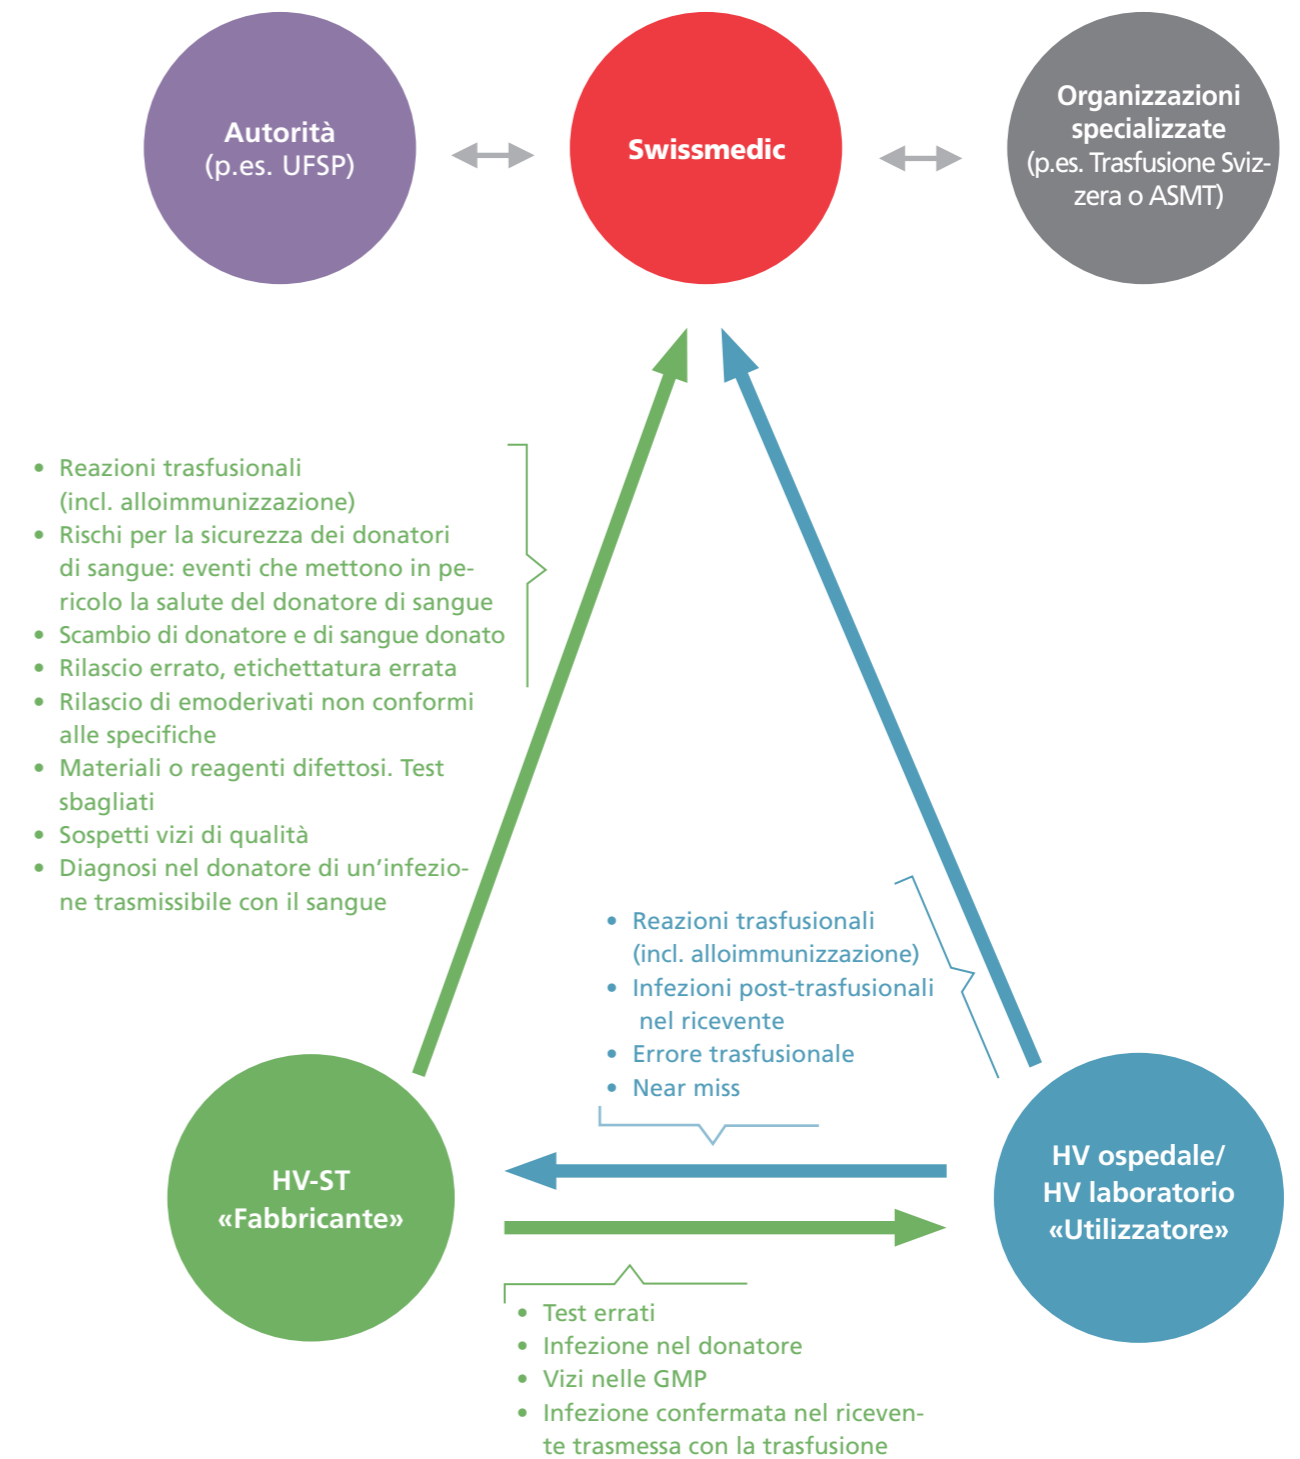 Autorità
(p.es. UFSP)
Swissmedic
Organizzazioni
specializzate
(p.es. Trasfusione Sviz-
zera o ASMT)
• Reazioni trasfusionali
(incl. alloimmunizzazione)
• Rischi per la sicurezza dei donatori
di sangue: eventi che mettono in pe-
ricolo la salute del donatore di sangue
• Scambio di donatore e di sangue donato
• Rilascio errato, etichettatura errata
• Rilascio di emoderivati non conformi
alle specifiche
• Materiali o reagenti difettosi. Test
sbagliati
• Sospetti vizi di qualità
• Diagnosi nel donatore di un’infezio-
ne trasmissibile con il sangue
• Reazioni trasfusionali
(incl. alloimmunizzazione)
• Infezioni post-trasfusionali
nel ricevente
• Errore trasfusionale
• Near miss
HV-ST
«Fabbricante»
HV ospedale/
HV laboratorio
«Utilizzatore»
• Test errati
• Infezione nel donatore
• Vizi nelle GMP
• Infezione confermata nel riceven-
te trasmessa con la trasfusione